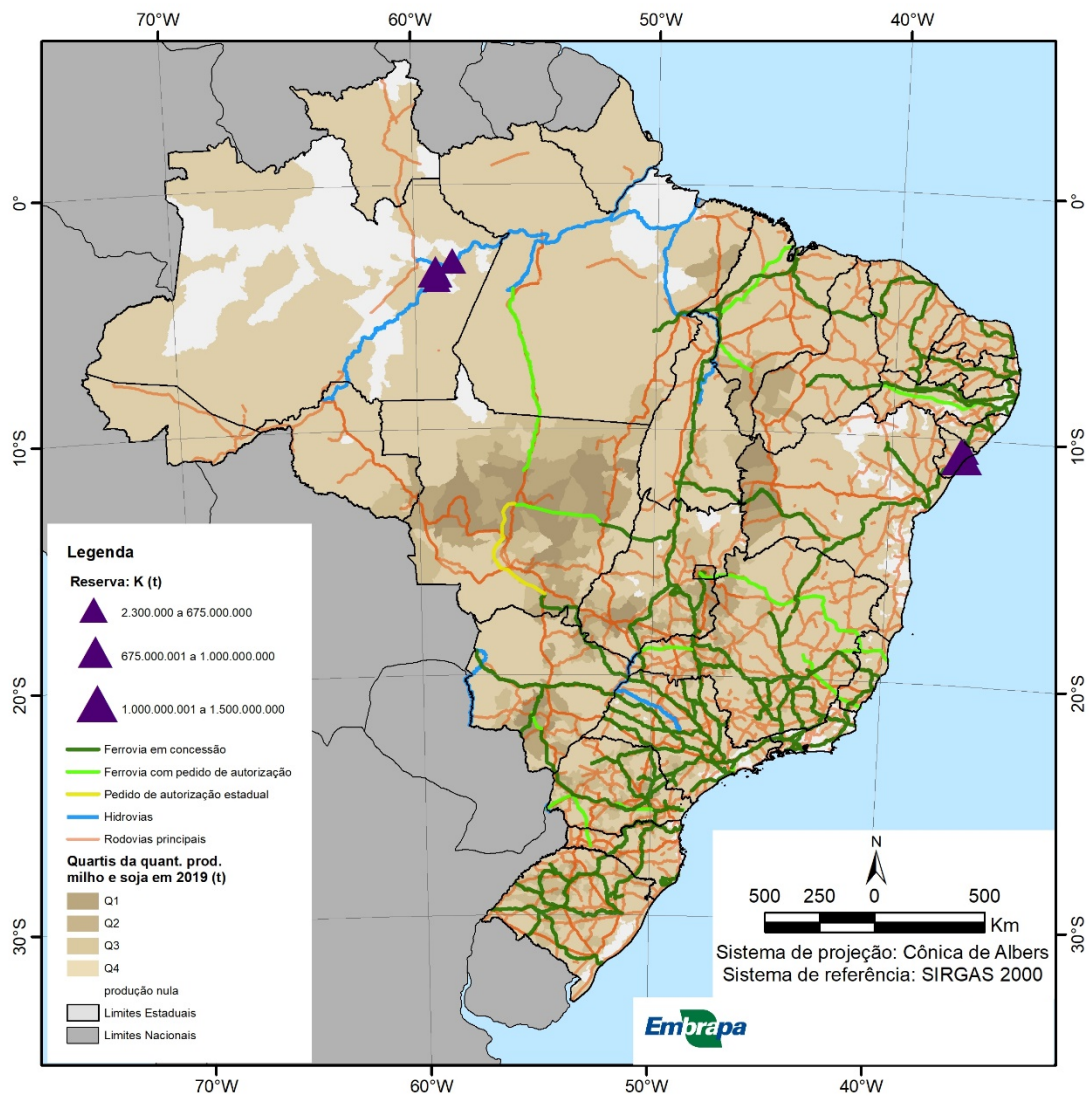 70°W 60°W 50°W 40°W
0° 0°
10°S 10°S
20°S 20°S
30°S 30°S
Legenda
Reserva: K (t)
2.300.000 a 675.000.000
675.000.001 a 1.000.000.000
1.000.000.001 a 1.500.000.000
Ferrovia em concessão
Ferrovia com pedido de autorização
Pedido de autorização estadual
Hidrovias
Rodovias principais
Quartis da quant. prod.
milho e soja em 2019 (t)
Q1
Q2
Q3
Q4
produção nula
Limites Estaduais
Limites Nacionais
N
500 250 0 500
Km
Sistema de projeção: Cônica de Albers
Sistema de referência: SIRGAS 2000
Embrapa
70°W 60°W 50°W 40°W